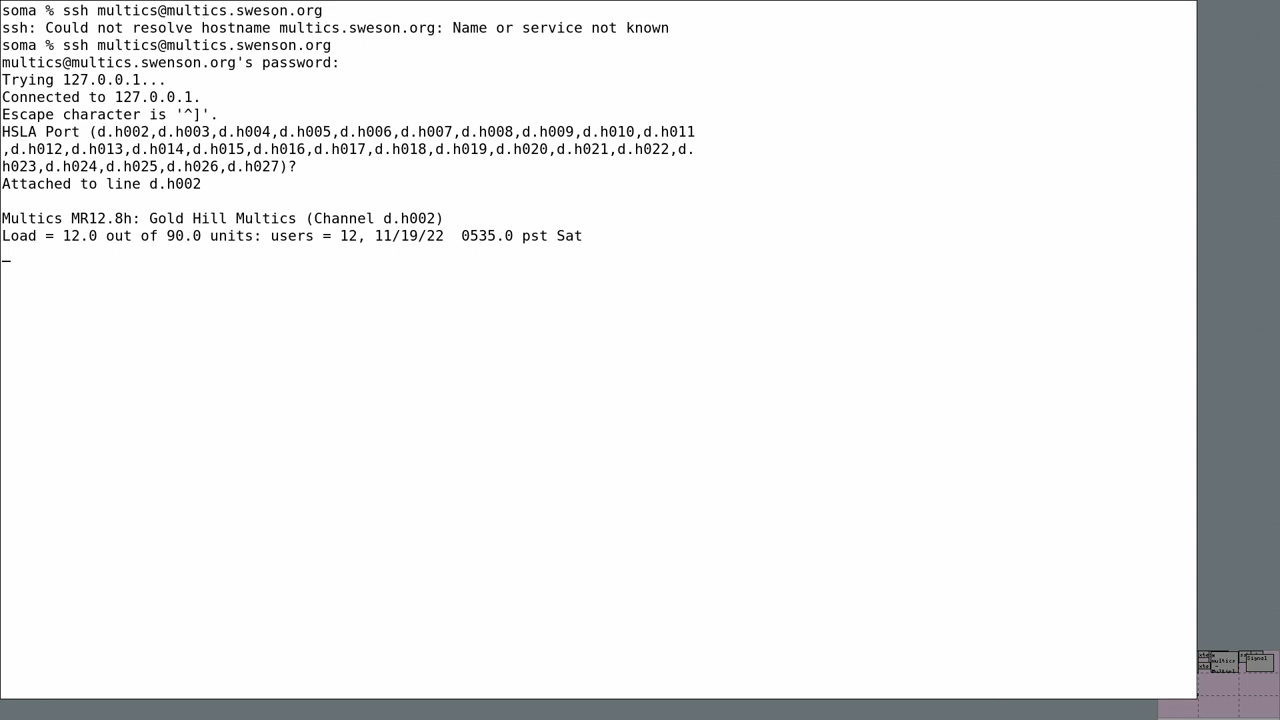 soma % ssh multics@multics.sweson.org
ssh: Could not resolve hostname multics.sweson.org: Name or service not known
soma % ssh multics@multics.swenson.org
multics@multics.swenson.org's password:
Trying 127.0.0.1...
Connected to 127.0.0.1.
Escape character is '^]'.
HSLA Port (d.h002,d.h003,d.h004,d.h005,d.h006,d.h007,d.h008,d.h009,d.h010,d.h011
,d.h012,d.h013,d.h014,d.h015,d.h016,d.h017,d.h018,d.h019,d.h020,d.h021,d.h022,d.
h023,d.h024,d.h025,d.h026,d.h027)?
Attached to line d.h002
Multics MR12.8h: Gold Hill Multics (Channel d.h002)
Load = 12.0 out of 90.0 units: users = 12, 11/19/22  0535.0 pst Sat
_
multics
Signal